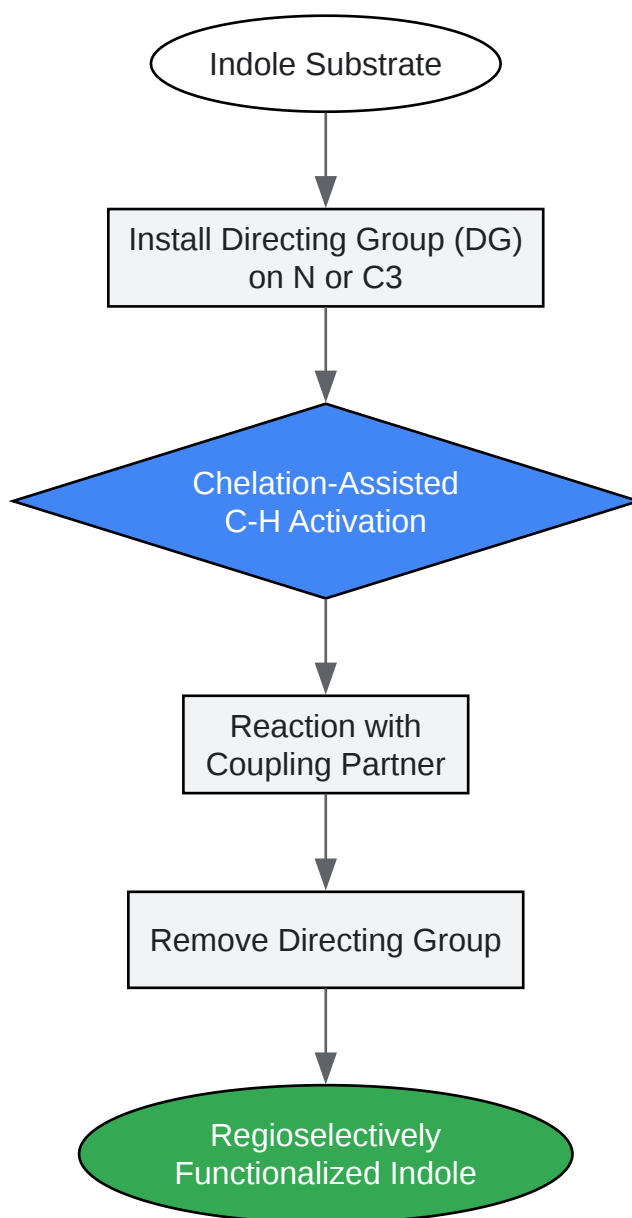 Indole Substrate
Install Directing Group (DG)
on N or C3
Chelation-Assisted
C-H Activation
Reaction with
Coupling Partner
Remove Directing Group
Regioselectively
Functionalized Indole